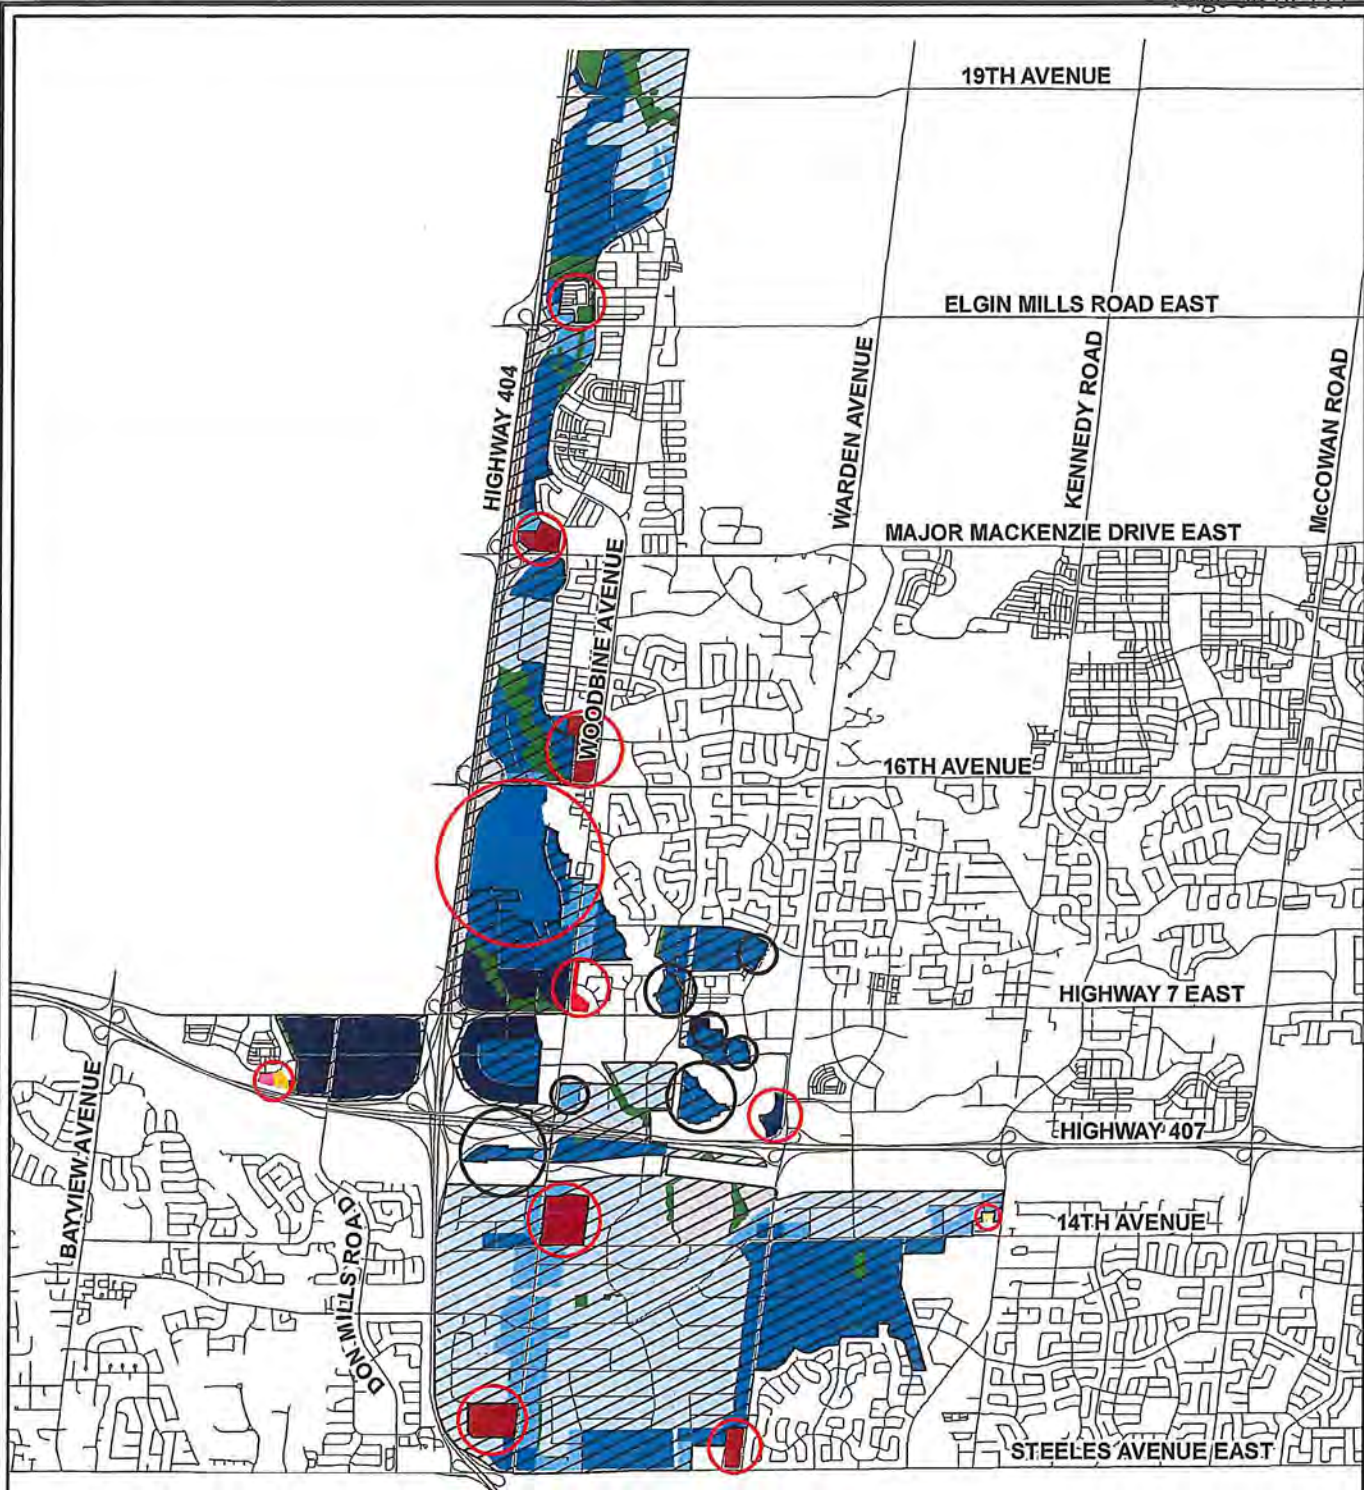 19TH AVENUE
ELGIN MILLS ROAD EAST
HIGHWAY 404
WARDEN AVENUE
KENNEDY ROAD
McCOWAN ROAD
MAJOR MACKENZIE DRIVE EAST
WOODBINE AVENUE
16TH AVENUE
HIGHWAY 7 EAST
BAYVIEW AVENUE
HIGHWAY 407
DON MILLS ROAD
14TH AVENUE
STEELES AVENUE EAST